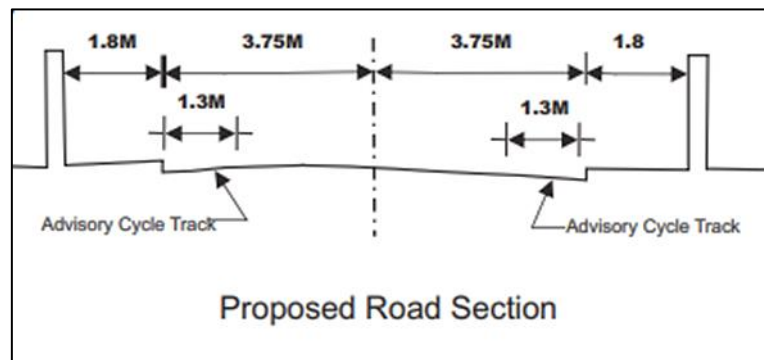 1.8M 3.75M 3.75M 1.8
1.3M 1.3M
Advisory Cycle Track Advisory Cycle Track
Proposed Road Section